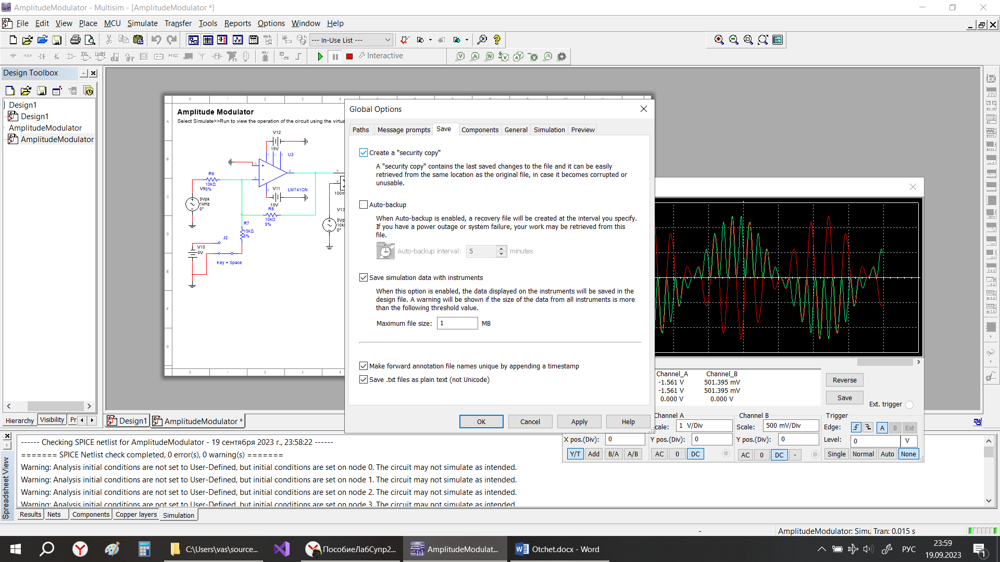 AmplitudeModulator - Multisim - [AmplitudeModulator *]
File Edit View Place MCU Simulate Transfer Tools Reports Options Window Help
--- In-Use List ---
MISC
Interactive
Design Toolbox
Design1
Design1
AmplitudeModulator
AmplitudeModulator
Hierarchy Visibility Pr
0 1 2 3 4
A
B
C
D
E
F
G
Amplitude Modulator
Select Simulate>>Run to view the operation of the circuit using the virtua
V12
15V
U3
R6
10kΩ
5%
V9
5Vpk
1kHz
0°
V11
15V
LM741CN
R8
10kΩ
5%
R7
10kΩ
5%
J2
V10
5V
Key = Space
Y
X
100m
V13
5Vp
10k
0°
0 1 2 3 4
Global Options
Paths Message prompts Save Components General Simulation Preview
Create a "security copy"
A "security copy" contains the last saved changes to the file and it can be easily
retrieved from the same location as the original file, in case it becomes corrupted or
unusable.
Auto-backup
When Auto-backup is enabled, a recovery file will be created at the interval you specify.
If you have a power outage or system failure, your work may be retrieved from this
file.
Auto-backup interval: 5 minutes
Save simulation data with instruments
When this option is enabled, the data displayed on the instruments will be saved in the
design file. A warning will be shown if the size of the data from all instruments is more
than the following threshold value.
Maximum file size: 1 MB
Make forward annotation file names unique by appending a timestamp
Save .txt files as plain text (not Unicode)
OK Cancel Apply Help
Channel_A Channel_B
-1.561 V 501.395 mV
-1.561 V 501.395 mV
0.000 V 0.000 V
Reverse
Save
Ext. trigger
Channel A Channel B Trigger
cale: 1 V/Div Scale: 500 mV/Div Edge: A B Ext
X pos.(Div): 0 Y pos.(Div): 0 Y pos.(Div): 0 Level: 0 V
Y/T Add B/A A/B AC 0 DC AC 0 DC - Single Normal Auto None
Design1 AmplitudeModulator *
Spreadsheet View
------ Checking SPICE netlist for AmplitudeModulator - 19 сентября 2023 г., 23:58:22 ------
======= SPICE Netlist check completed, 0 error(s), 0 warning(s) =======
Warning: Analysis initial conditions are not set to User-Defined, but initial conditions are set on node 0. The circuit may not simulate as intended.
Warning: Analysis initial conditions are not set to User-Defined, but initial conditions are set on node 1. The circuit may not simulate as intended.
Warning: Analysis initial conditions are not set to User-Defined, but initial conditions are set on node 2. The circuit may not simulate as intended.
Warning: Analysis initial conditions are not set to User-Defined, but initial conditions are set on node 3. The circuit may not simulate as intended.
Results Nets Components Copper layers Simulation
- AmplitudeModulator: Simu Tran: 0.015 s
C:\Users\vas\source... ПособиеЛабСупр2... AmplitudeModulat... Otchet.docx - Word РУС
23:59
19.09.2023
1